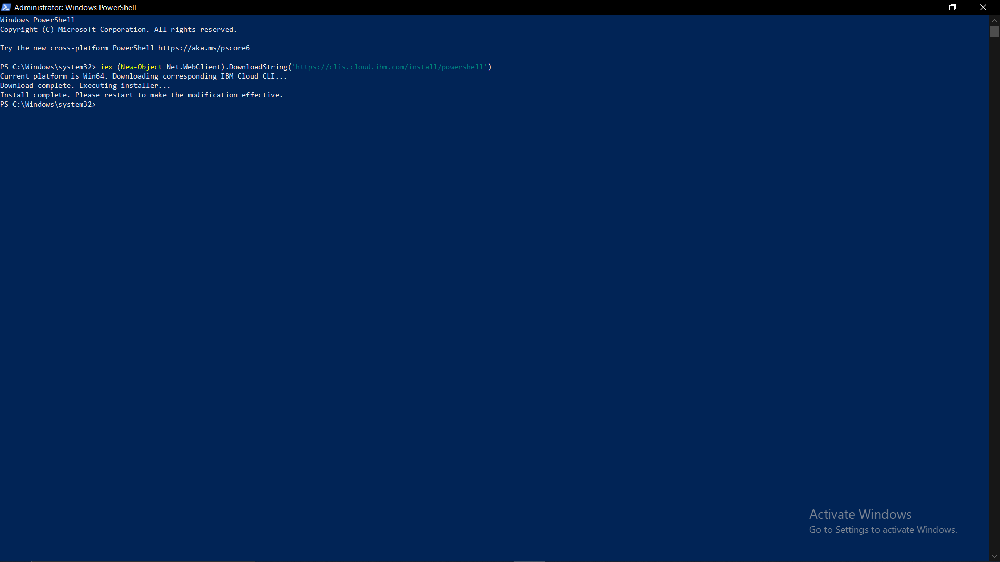 Administrator: Windows PowerShell
Windows PowerShell
Copyright (C) Microsoft Corporation. All rights reserved.
Try the new cross-platform PowerShell https://aka.ms/pscore6
PS C:\Windows\system32> iex (New-Object Net.WebClient).DownloadString('https://clis.cloud.ibm.com/install/powershell')
Current platform is Win64. Downloading corresponding IBM Cloud CLI...
Download complete. Executing installer...
Install complete. Please restart to make the modification effective.
PS C:\Windows\system32>
Activate Windows
Go to Settings to activate Windows.